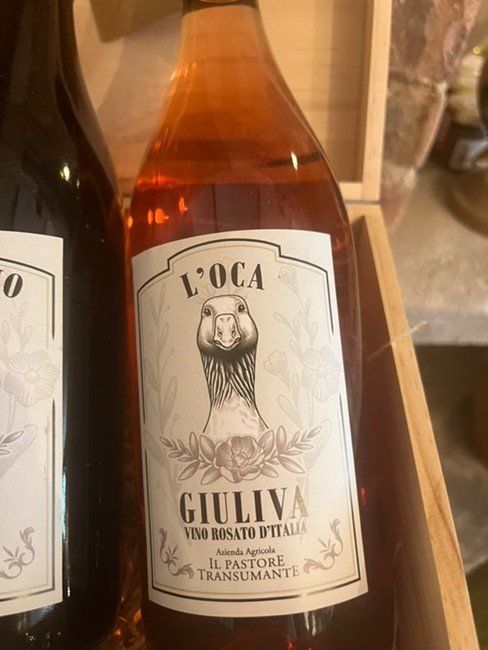 L'OCA
GIULIVA
VINO ROSATO D'ITALIA
Azienda Agricola
IL PASTORE
TRANSUMANTE